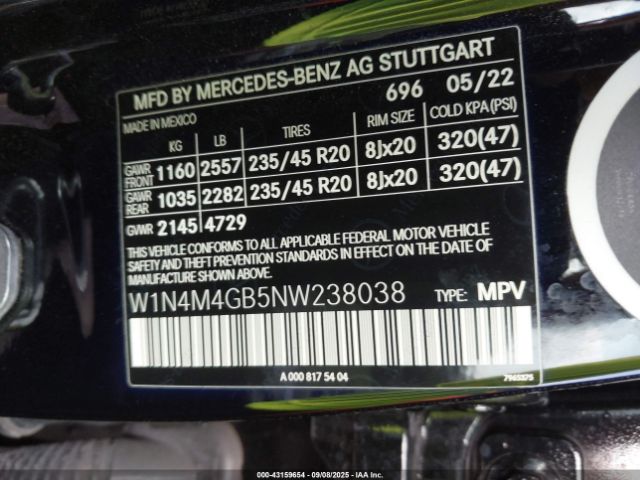 MFD BY MERCEDES-BENZ AG STUTTGART
MADE IN MEXICO 696 05/22
KG LB TIRES RIM SIZE COLD KPA (PSI)
GAWR FRONT 1160 2557 235/45 R20 8Jx20 320(47)
GAWR REAR 1035 2282 235/45 R20 8Jx20 320(47)
GVWR 2145 4729
THIS VEHICLE CONFORMS TO ALL APPLICABLE FEDERAL MOTOR VEHICLE
SAFETY AND THEFT PREVENTION STANDARDS IN EFFECT ON THE DATE OF
MANUFACTURE SHOWN ABOVE.
W1N4M4GB5NW238038 TYPE: MPV
A 000 817 54 04 7565375
000-43159654 | 09/08/2025 - IAA Inc.